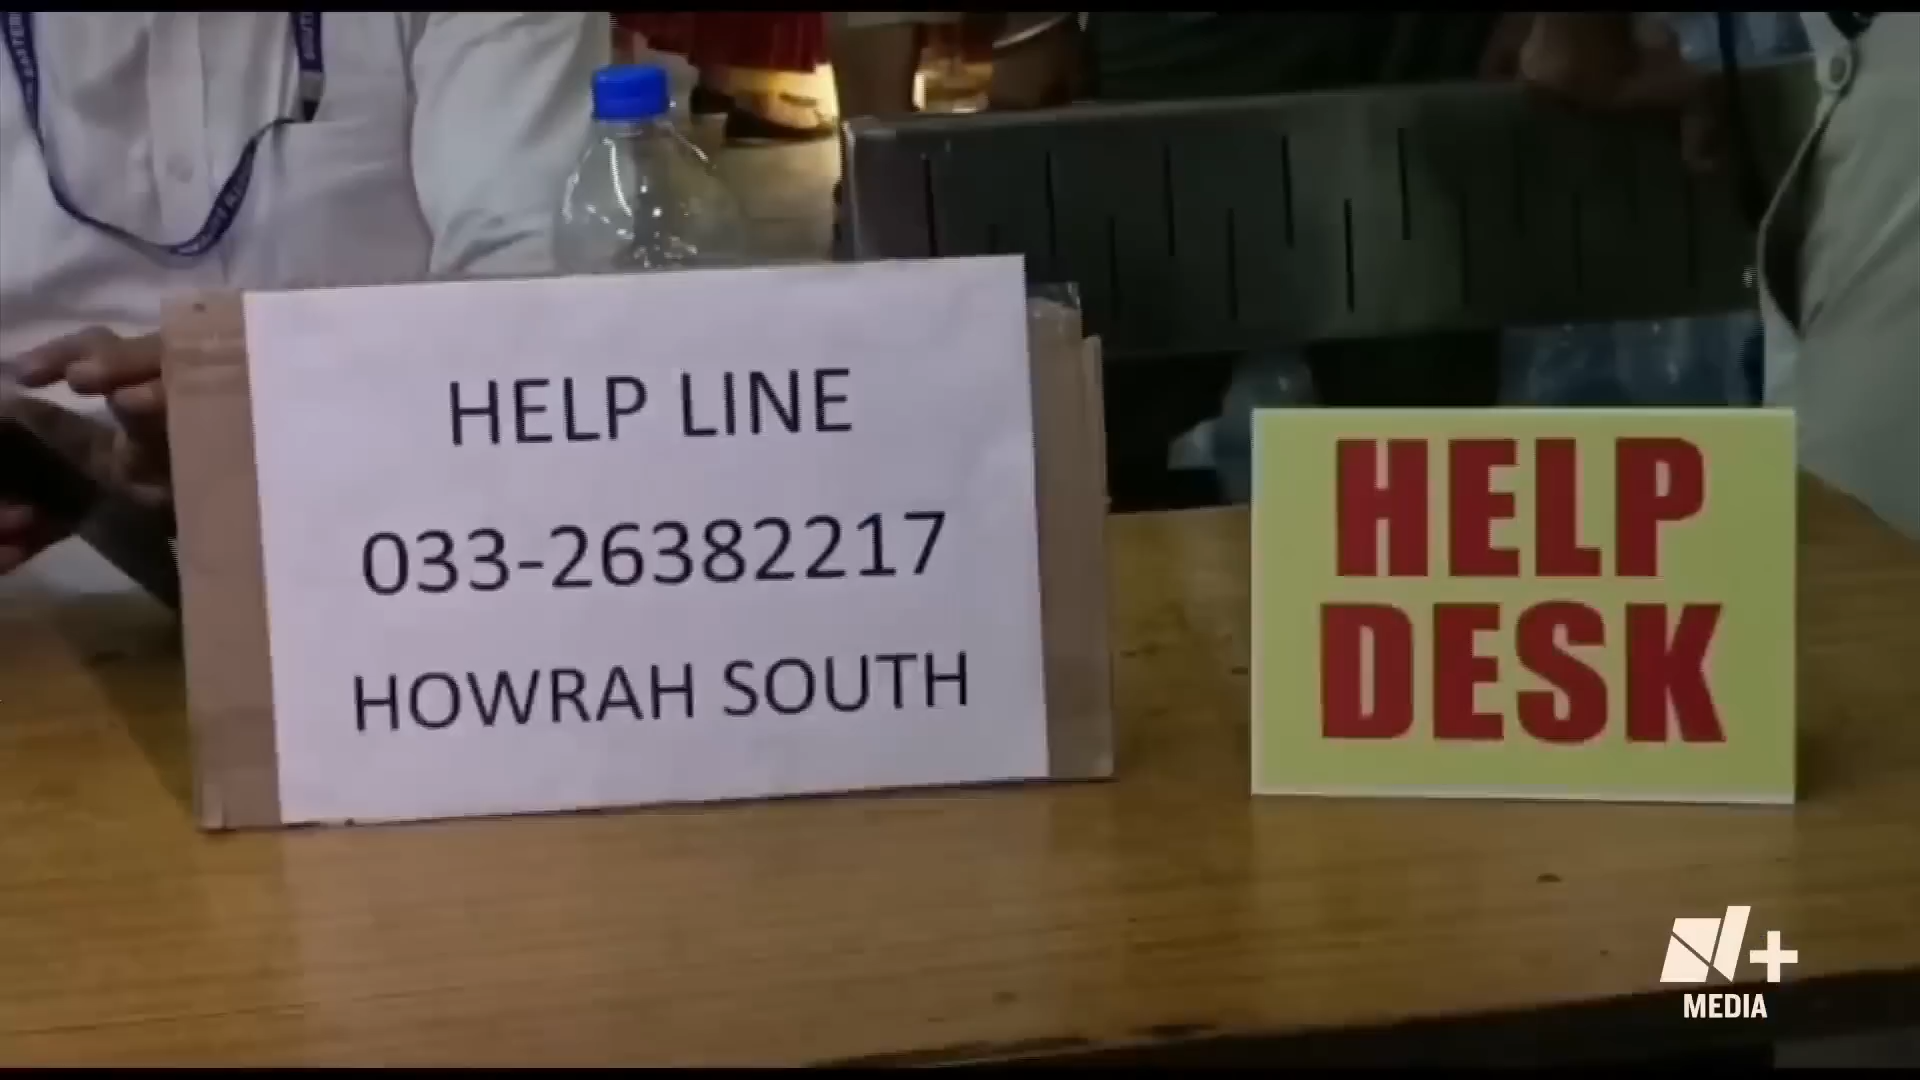 HELP LINE
033-26382217
HOWRAH SOUTH
HELP
DESK
N+
MEDIA